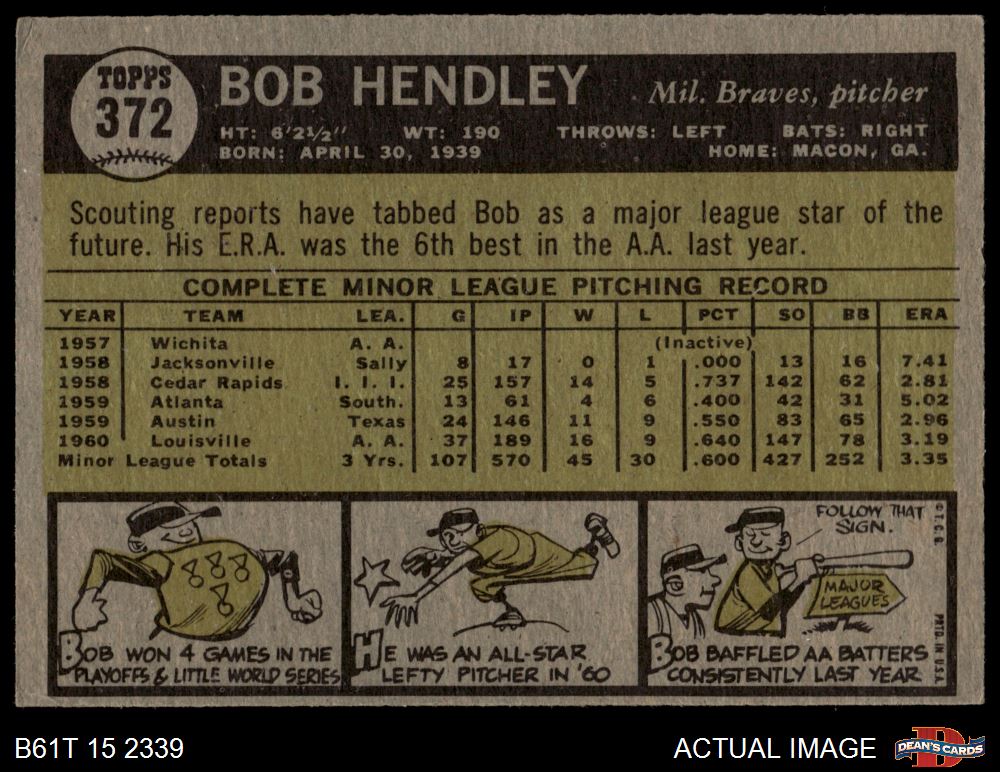 TOPPS
372
BOB HENDLEY
Mil. Braves, pitcher
HT: 6'2½" WT: 190 THROWS: LEFT BATS: RIGHT
BORN: APRIL 30, 1939 HOME: MACON, GA.
Scouting reports have tabbed Bob as a major league star of the
future. His E.R.A. was the 6th best in the A.A. last year.
COMPLETE MINOR LEAGUE PITCHING RECORD
YEAR TEAM LEA. G IP W L PCT SO BB ERA
1957 Wichita A. A. (Inactive)
1958 Jacksonville Sally 8 17 0 1 .000 13 16 7.41
1958 Cedar Rapids I. I. I. 25 157 14 5 .737 142 62 2.81
1959 Atlanta South. 13 61 4 6 .400 42 31 5.02
1959 Austin Texas 24 146 11 9 .550 83 65 2.96
1960 Louisville A. A. 37 189 16 9 .640 147 78 3.19
Minor League Totals 3 Yrs. 107 570 45 30 .600 427 252 3.35
BOB WON 4 GAMES IN THE
PLAYOFFS & LITTLE WORLD SERIES
HE WAS AN ALL-STAR
LEFTY PITCHER IN '60
FOLLOW THAT
SIGN.
MAJOR
LEAGUES
BOB BAFFLED AA BATTERS
CONSISTENTLY LAST YEAR
©T.C.G.
PRTD. IN U.S.A.
B61T 15 2339
ACTUAL IMAGE
D
DEAN'S CARDS